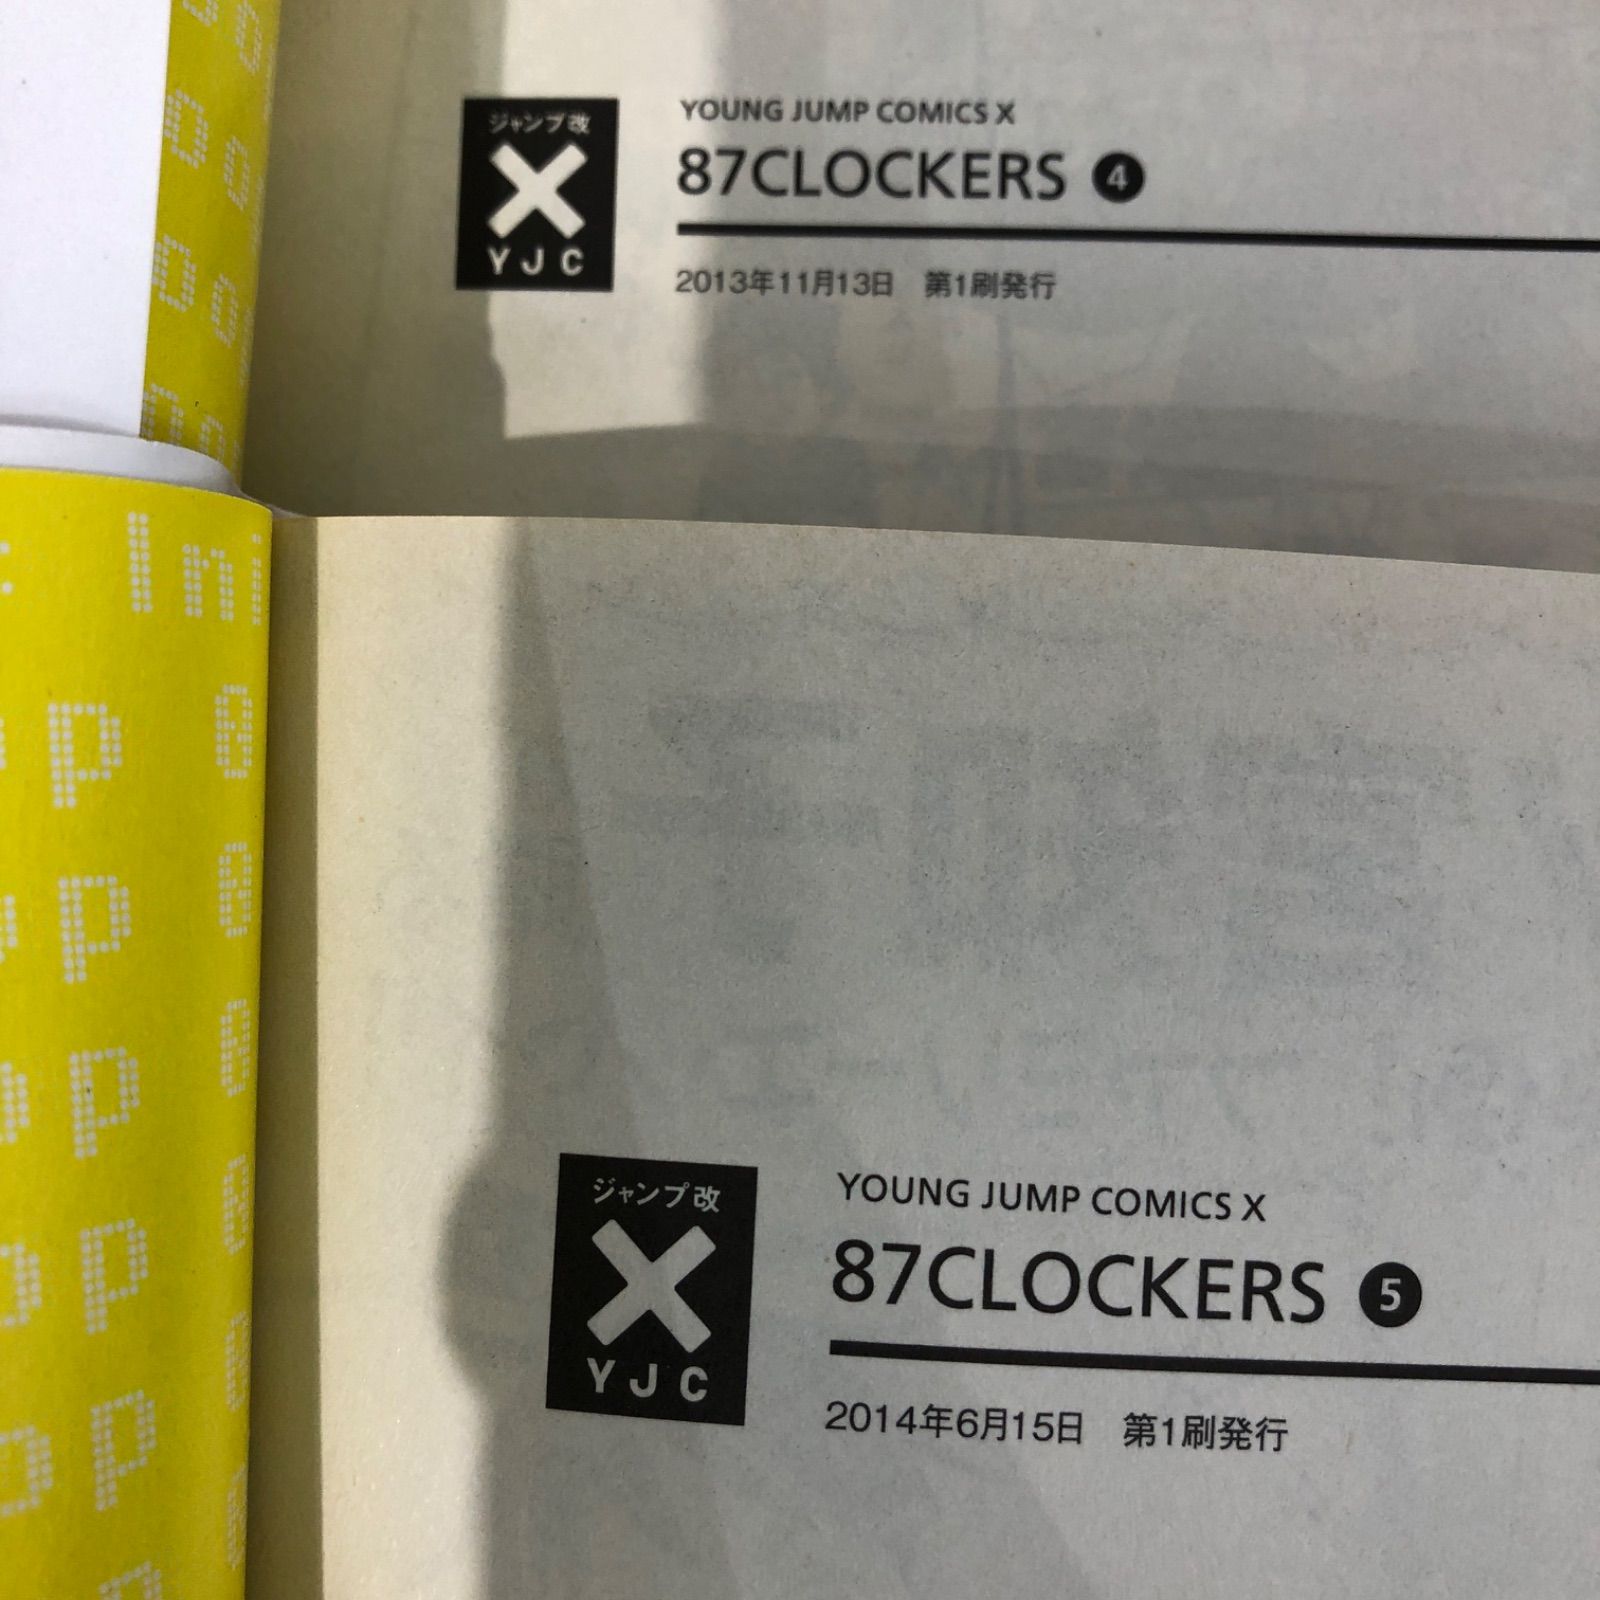 ジャンプ改
YJC
YOUNG JUMP COMICS X
87CLOCKERS 4
2013年11月13日 第1刷発行
ジャンプ改
YJC
YOUNG JUMP COMICS X
87CLOCKERS 5
2014年6月15日 第1刷発行